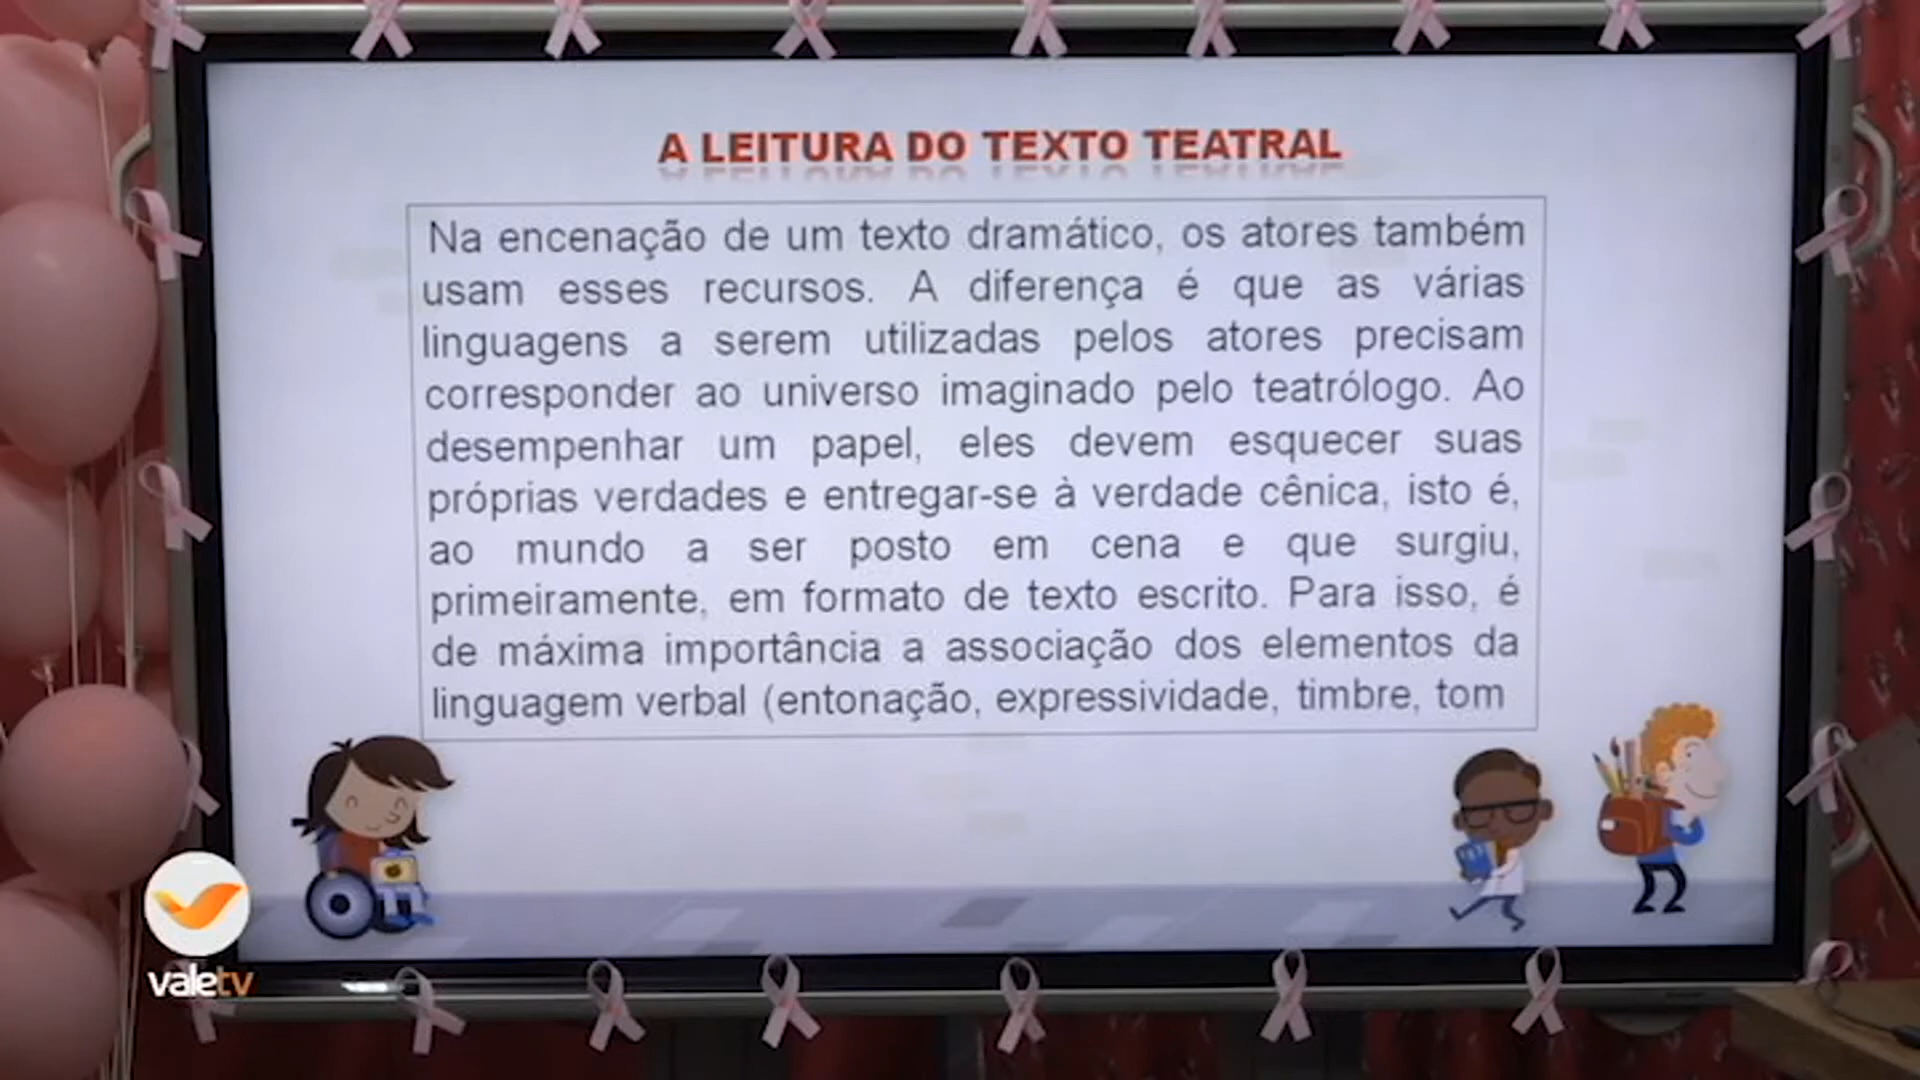 A LEITURA DO TEXTO TEATRAL
Na encenação de um texto dramático, os atores também
usam esses recursos. A diferença é que as várias
linguagens a serem utilizadas pelos atores precisam
corresponder ao universo imaginado pelo teatrólogo. Ao
desempenhar um papel, eles devem esquecer suas
próprias verdades e entregar-se à verdade cênica, isto é,
ao mundo a ser posto em cena e que surgiu,
primeiramente, em formato de texto escrito. Para isso, é
de máxima importância a associação dos elementos da
linguagem verbal (entonação, expressividade, timbre, tom
valetv